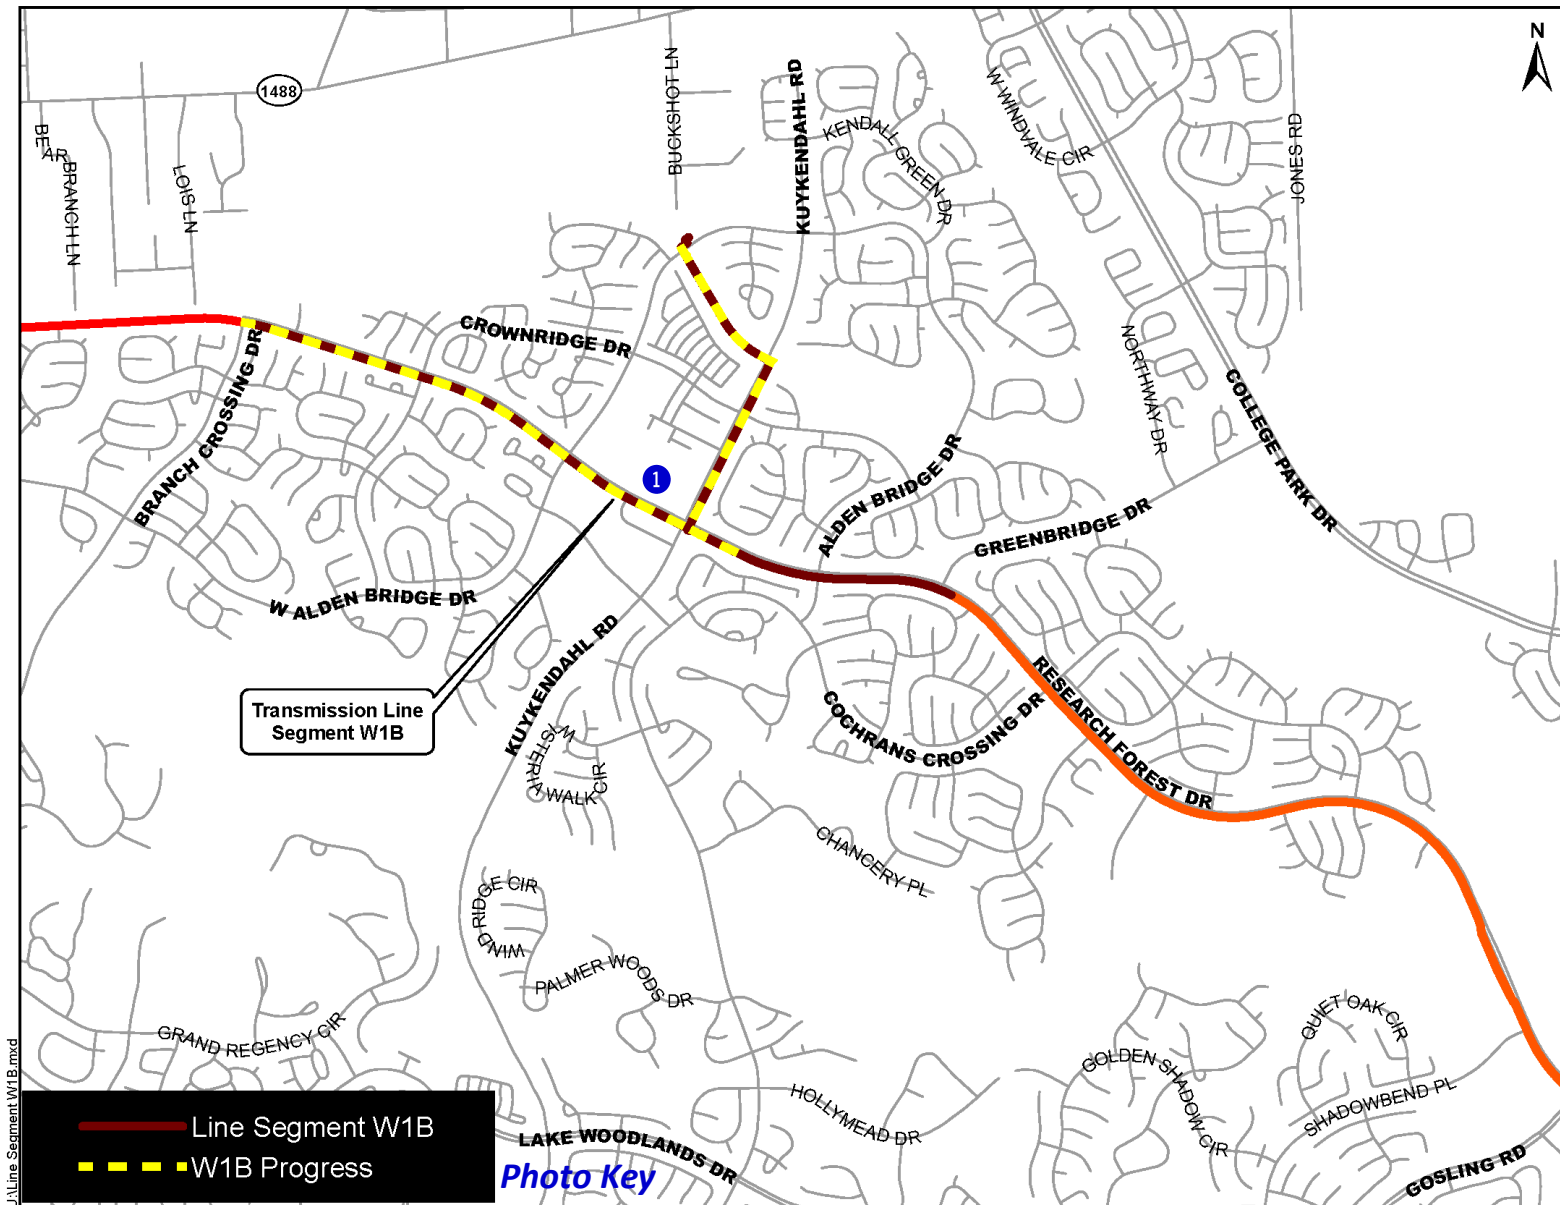 N
1488
BUCKSHOT LN
KUYKENDAHL RD
KENDALL GREEN DR
W WINDVALE CIR
JONES RD
BEAR BRANCH LN
LOIS LN
CROWNRIDGE DR
BRANCH CROSSING DR
NORTHWAY DR
COLLEGE PARK DR
1
ALDEN BRIDGE DR
GREENBRIDGE DR
W ALDEN BRIDGE DR
KUYKENDAHL RD
Transmission Line
Segment W1B
RESEARCH FOREST DR
COCHRANS CROSSING DR
WISTERIA WALK CIR
CHANCERY PL
WIND RIDGE CIR
PALMER WOODS DR
GRAND REGENCY CIR
QUIET OAK CIR
GOLDEN SHADOW CIR
SHADOWBEND PL
HOLLYMEAD DR
LAKE WOODLANDS DR
GOSLING RD
Line Segment W1B
W1B Progress
Photo Key
J:\Line Segment W1B.mxd